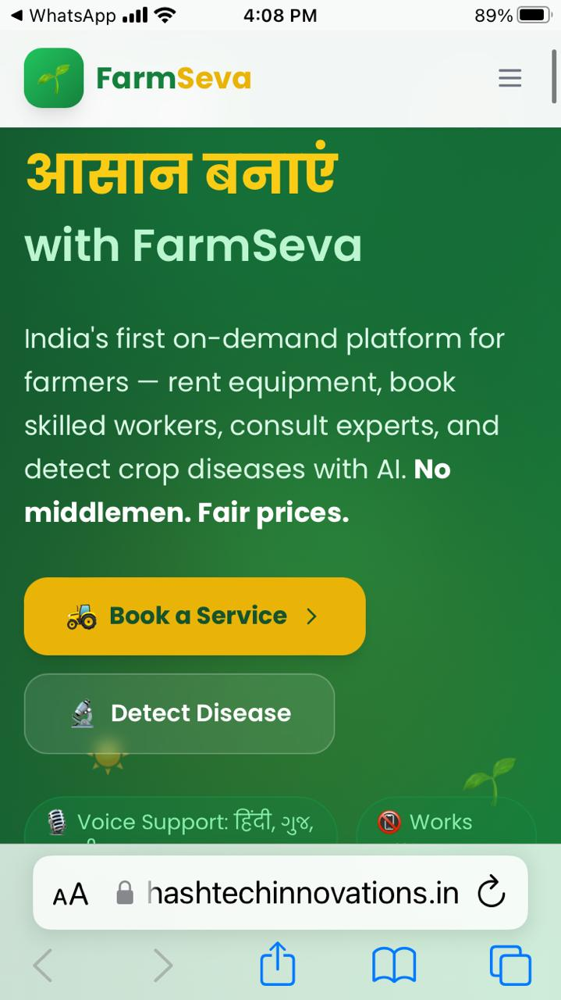 WhatsApp 4:08 PM 89%
FarmSeva
आसान बनाएं
with FarmSeva
India's first on-demand platform for
farmers — rent equipment, book
skilled workers, consult experts, and
detect crop diseases with AI. No
middlemen. Fair prices.
Book a Service
Detect Disease
Voice Support: हिंदी, ગુજ,
Works
AA hashtechinnovations.in